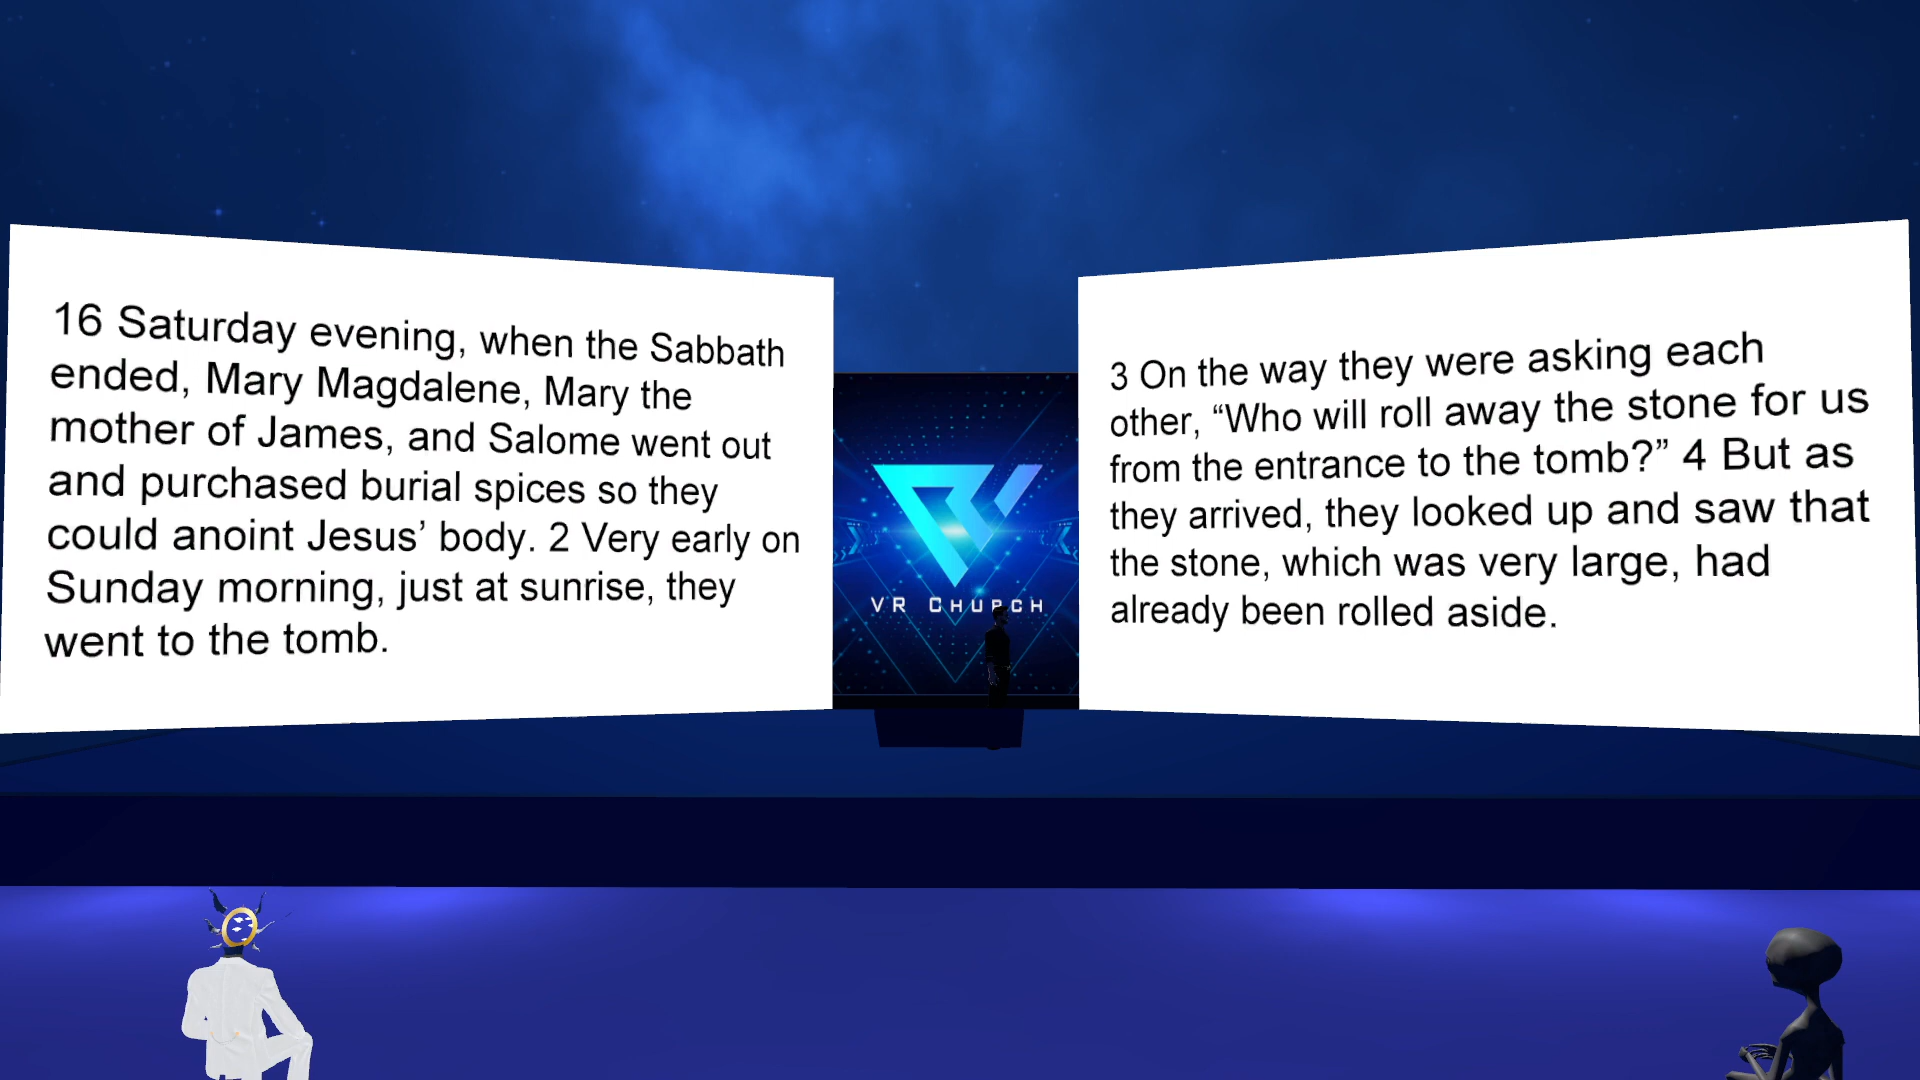 16 Saturday evening, when the Sabbath
ended, Mary Magdalene, Mary the
mother of James, and Salome went out
and purchased burial spices so they
could anoint Jesus’ body. 2 Very early on
Sunday morning, just at sunrise, they
went to the tomb.
VR CHURCH
3 On the way they were asking each
other, “Who will roll away the stone for us
from the entrance to the tomb?” 4 But as
they arrived, they looked up and saw that
the stone, which was very large, had
already been rolled aside.